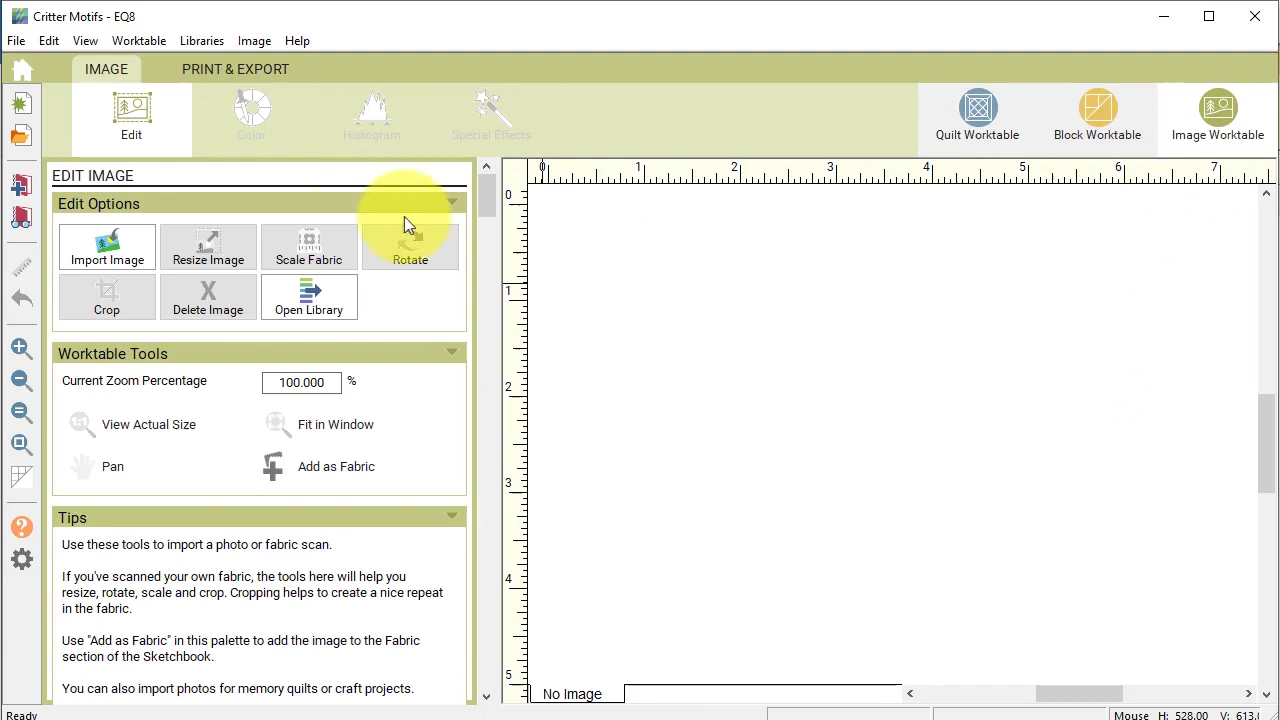 Critter Motifs - EQ8
File Edit View Worktable Libraries Image Help
IMAGE PRINT & EXPORT
Edit Color Histogram Special Effects Quilt Worktable Block Worktable Image Worktable
EDIT IMAGE
Edit Options
Import Image Resize Image Scale Fabric Rotate
Crop Delete Image Open Library
Worktable Tools
Current Zoom Percentage 100.000 %
View Actual Size Fit in Window
Pan Add as Fabric
Tips
Use these tools to import a photo or fabric scan.
If you've scanned your own fabric, the tools here will help you
resize, rotate, scale and crop. Cropping helps to create a nice repeat
in the fabric.
Use "Add as Fabric" in this palette to add the image to the Fabric
section of the Sketchbook.
You can also import photos for memory quilts or craft projects.
0 1 2 3 4 5 6 7
0
1
2
3
4
5
No Image
Ready Mouse H: 528.00 V: 613.